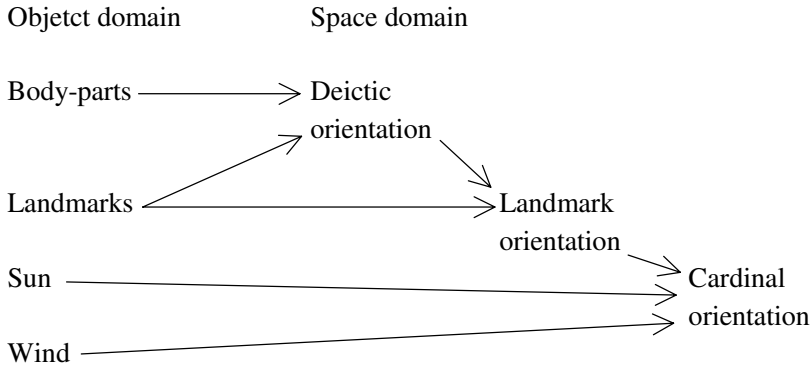 Objetct domain
Space domain
Body-parts
Deictic
orientation
Landmarks
Landmark
orientation
Sun
Cardinal
orientation
Wind